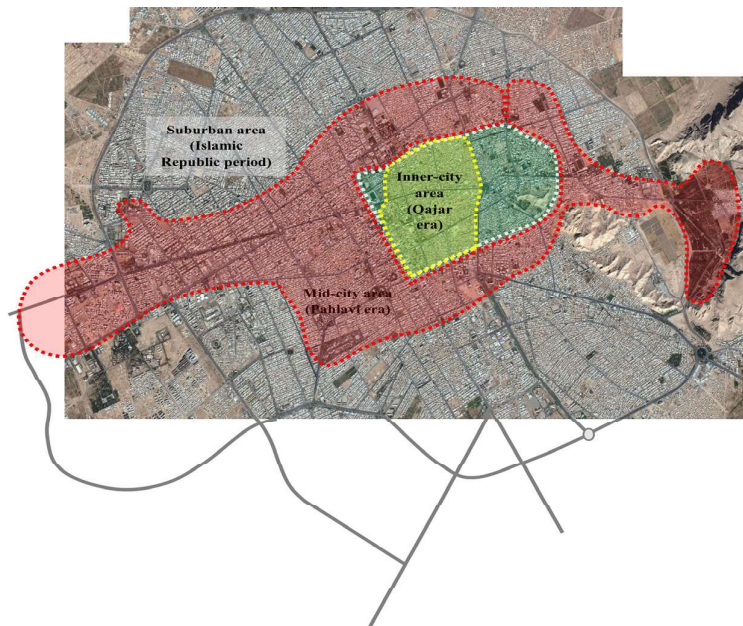 Suburban area
(Islamic
Republic period)
Inner-city
area
(Qajar
era)
Mid-city area
(Pahlavi era)